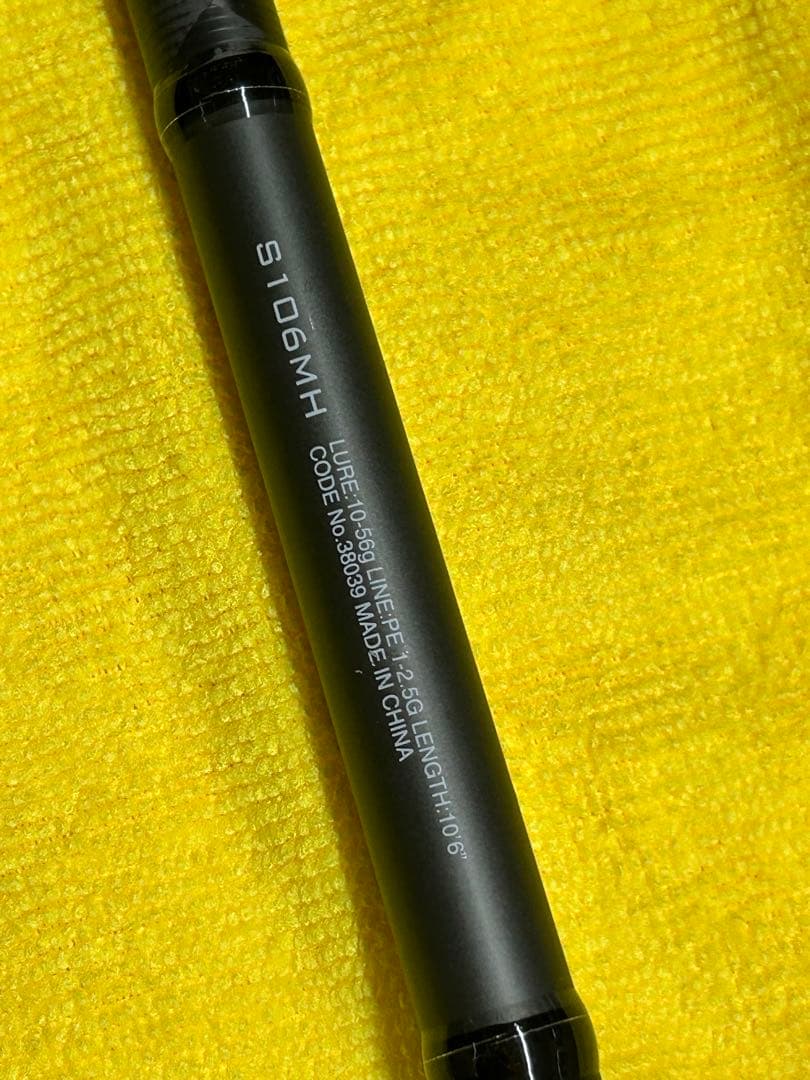 S106MH
LURE:10-56g LINE:PE 1-2.5G LENGTH:10'6"
CODE No.38039 MADE IN CHINA